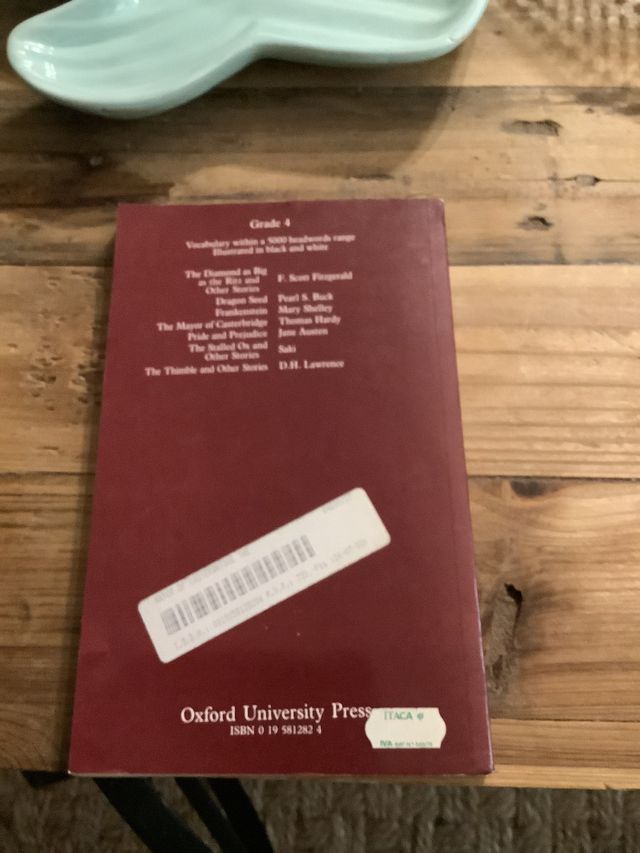 Grade 4
Vocabulary within a 5000 headwords range
Illustrated in black and white
The Diamond as Big
as the Ritz and
Other Stories F. Scott Fitzgerald
Dragon Seed Pearl S. Buck
Frankenstein Mary Shelley
The Mayor of Casterbridge Thomas Hardy
Pride and Prejudice Jane Austen
The Stalled Ox and
Other Stories Saki
The Thimble and Other Stories D.H. Lawrence
Oxford University Press
ISBN 0 19 581282 4
ITACA
IVA